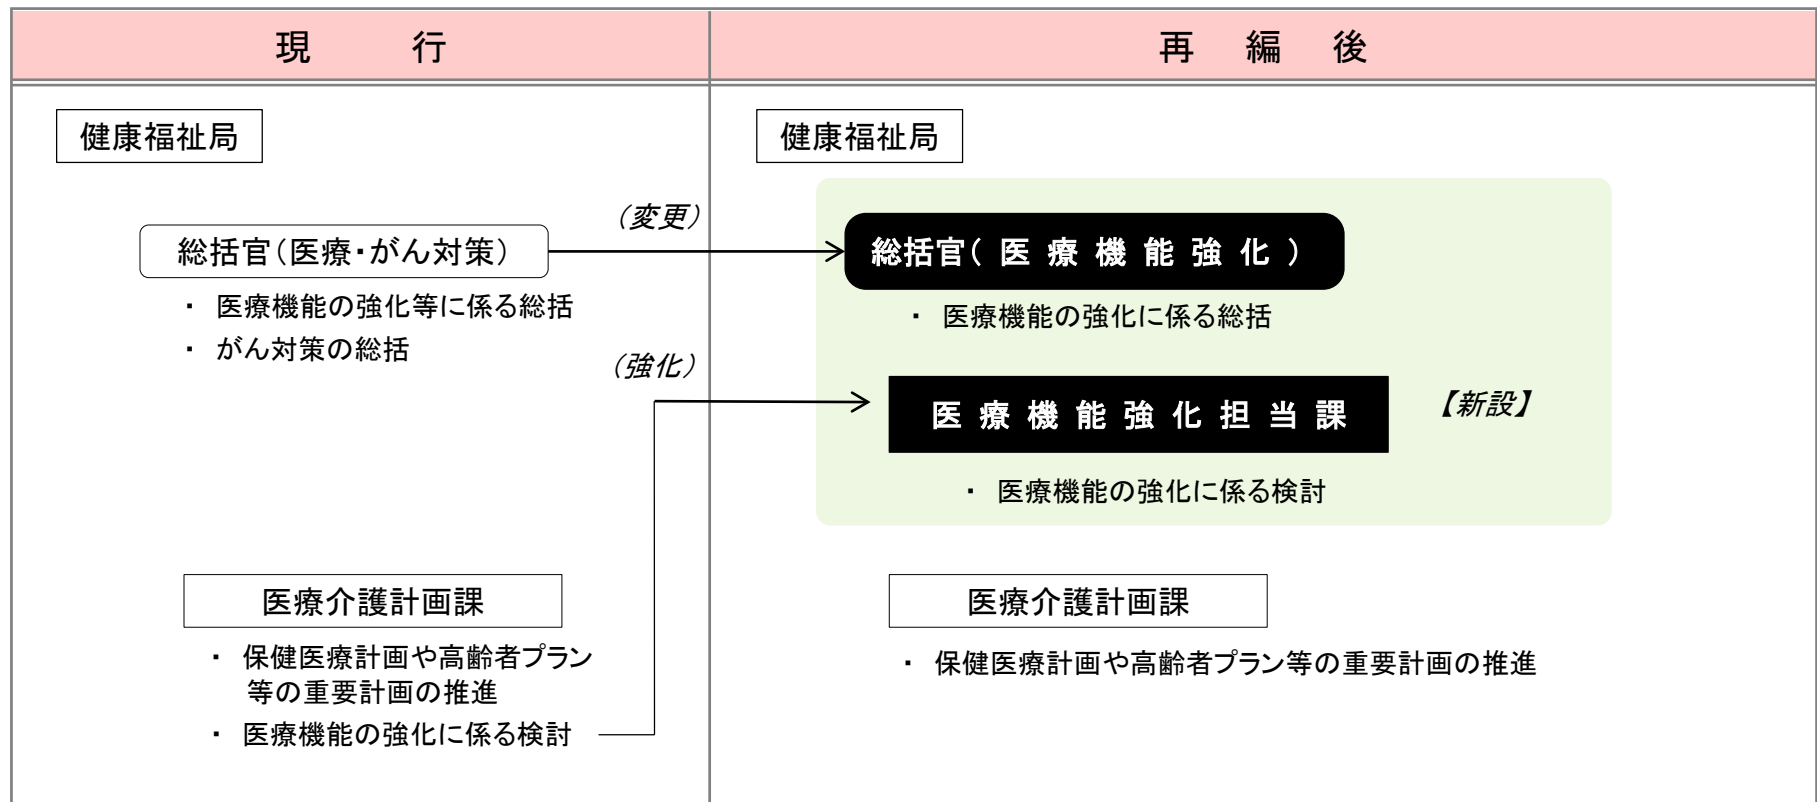 現　行
再　編　後
健康福祉局
総括官（医療・がん対策）
・ 医療機能の強化等に係る総括
・ がん対策の総括
（変更）
（強化）
医療介護計画課
・ 保健医療計画や高齢者プラン
等の重要計画の推進
・ 医療機能の強化に係る検討
健康福祉局
総括官（ 医 療 機 能 強 化 ）
・ 医療機能の強化に係る総括
医 療 機 能 強 化 担 当 課
【新設】
・ 医療機能の強化に係る検討
医療介護計画課
・ 保健医療計画や高齢者プラン等の重要計画の推進